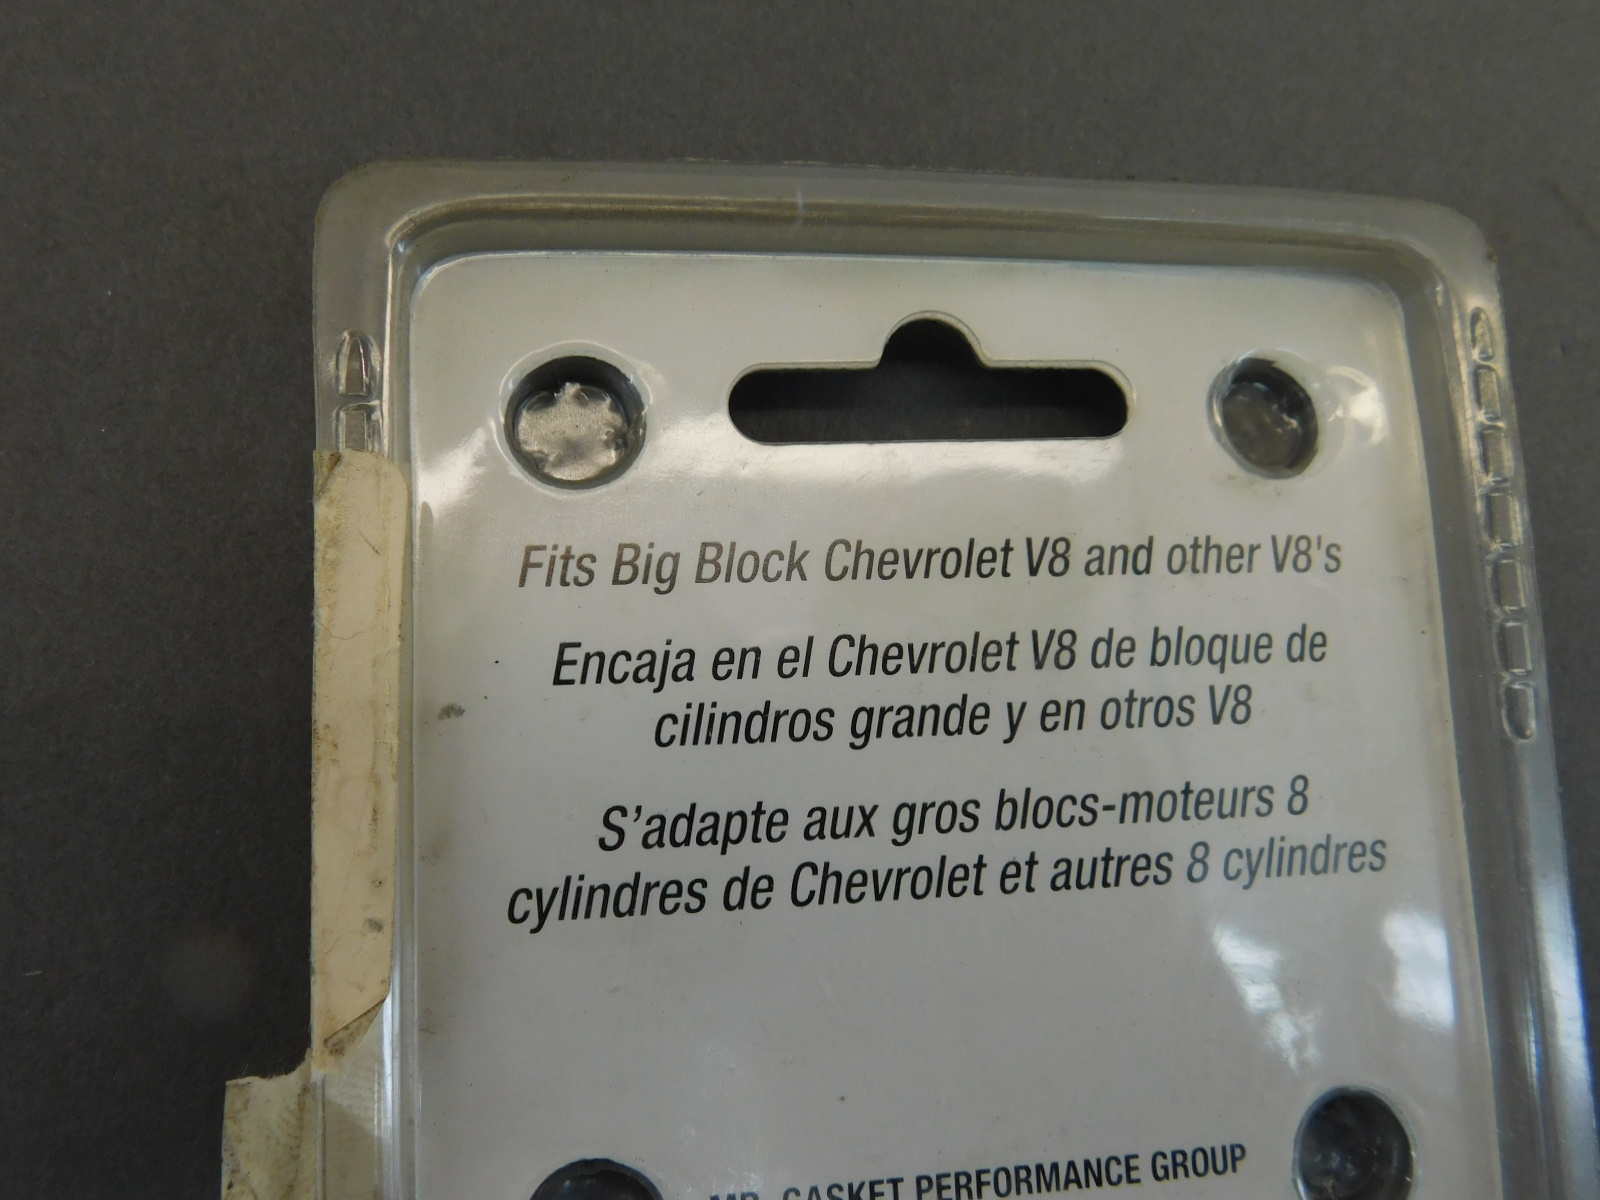 Fits Big Block Chevrolet V8 and other V8's
Encaja en el Chevrolet V8 de bloque de
cilindros grande y en otros V8
S'adapte aux gros blocs-moteurs 8
cylindres de Chevrolet et autres 8 cylindres
MR. GASKET PERFORMANCE GROUP